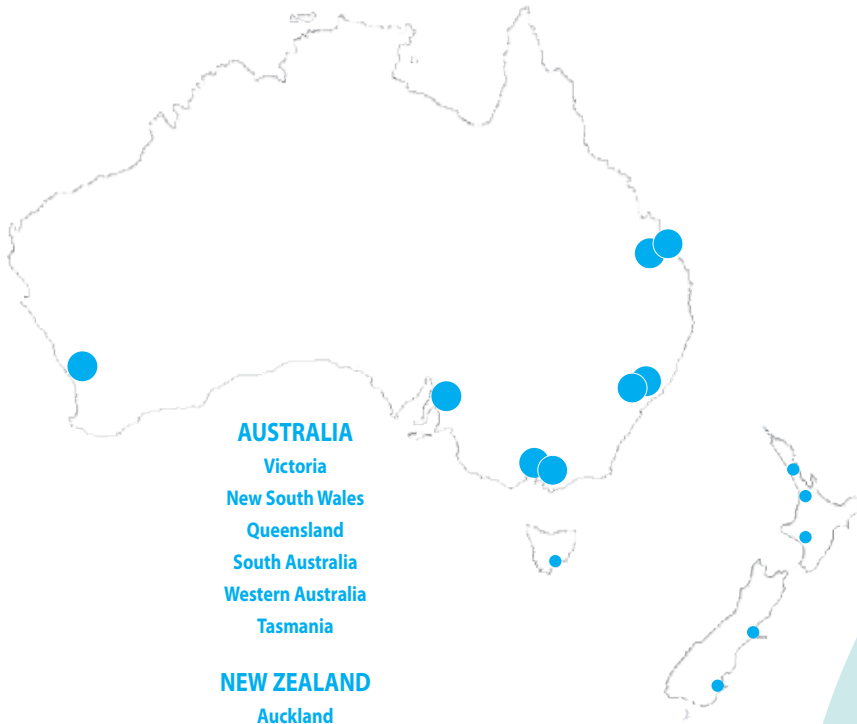 AUSTRALIA
Victoria
New South Wales
Queensland
South Australia
Western Australia
Tasmania
NEW ZEALAND
Auckland